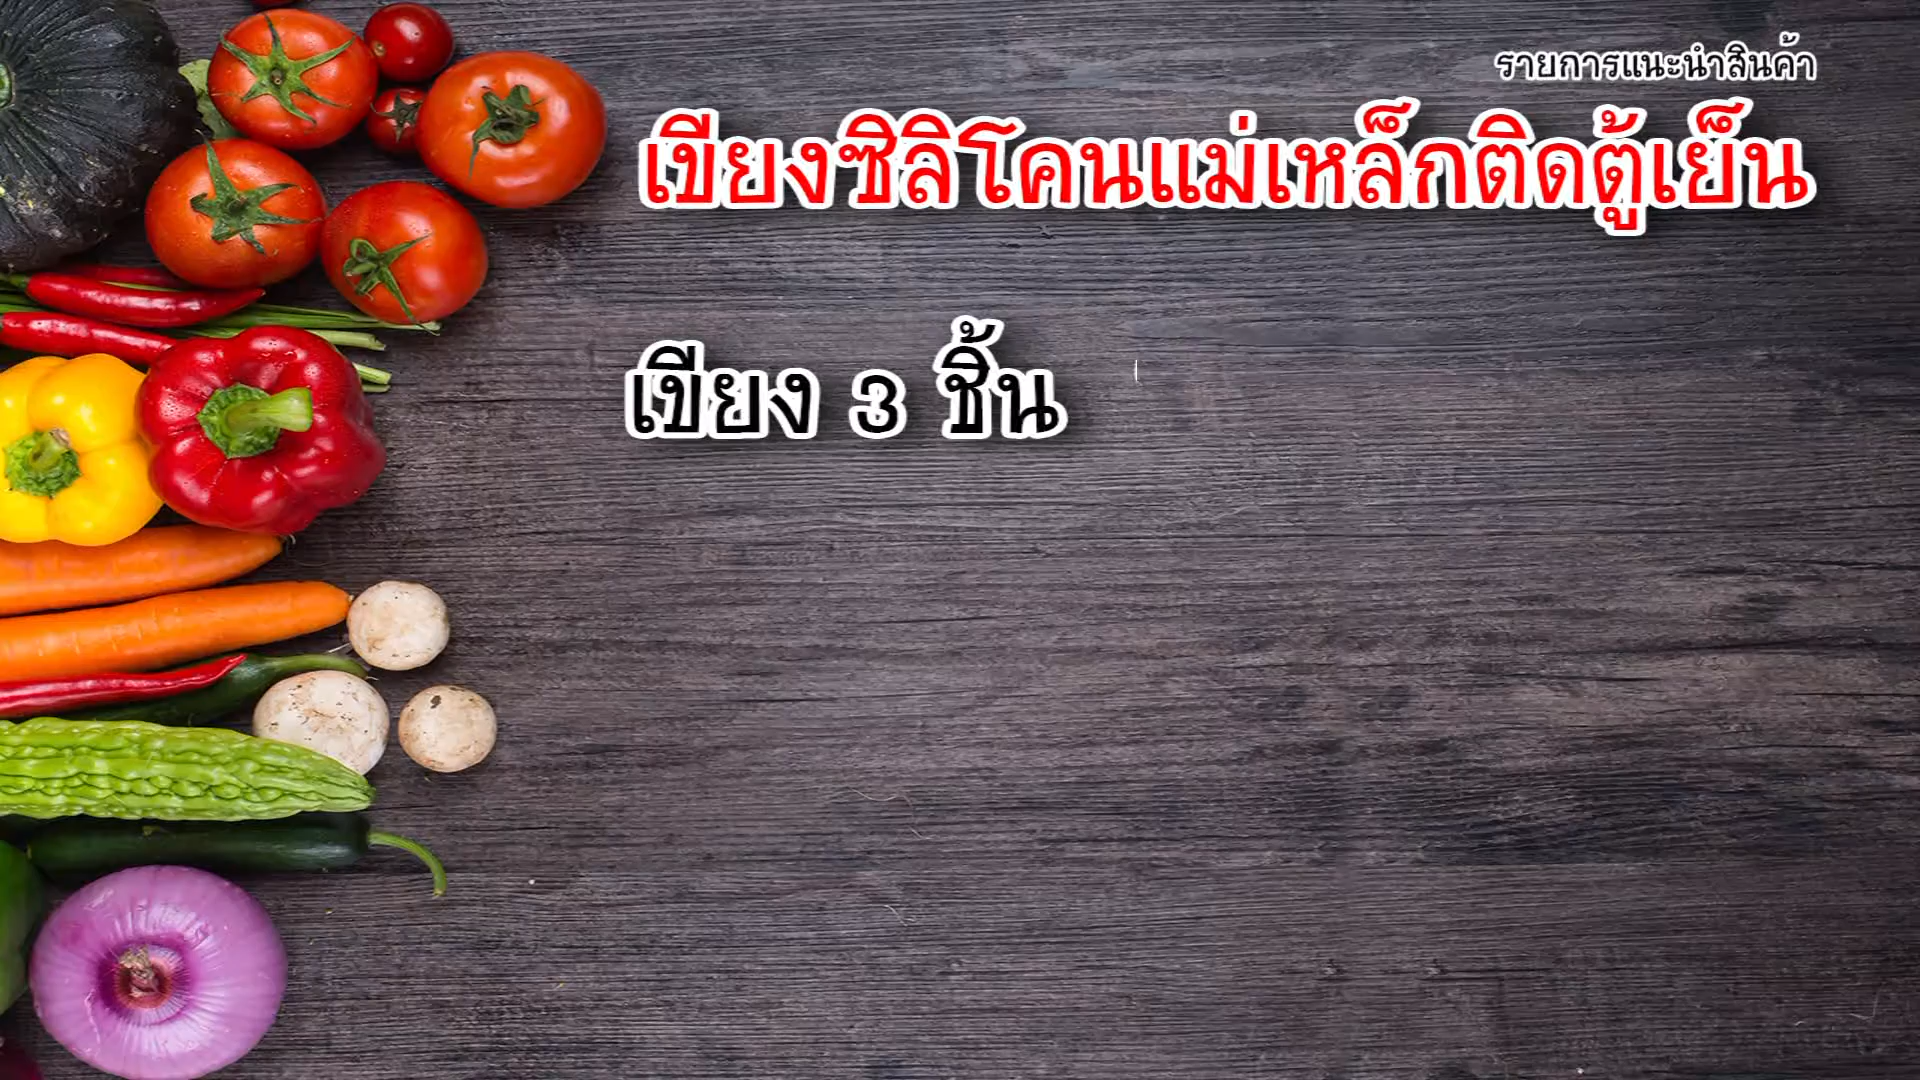 รายการแนะนำสินค้า
เขียงซิลิโคนแม่เหล็กติดตู้เย็น
เขียง 3 ชิ้น